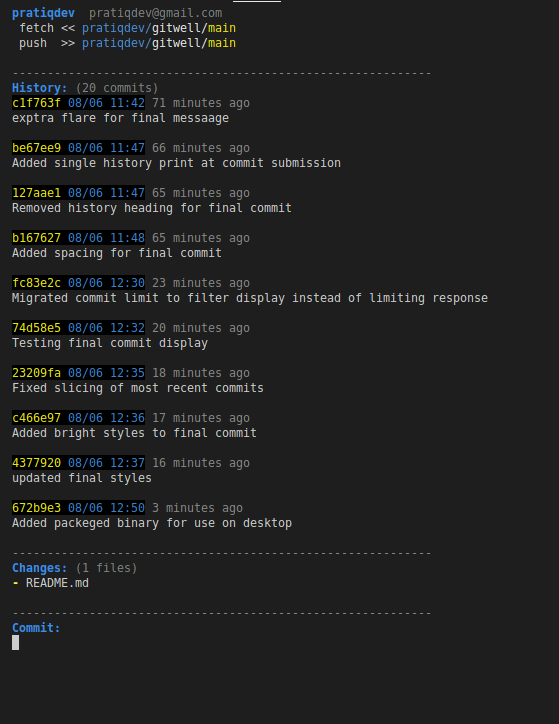 pratiqdev pratiqdev@gmail.com
fetch << pratiqdev/gitwell/main
push >> pratiqdev/gitwell/main
------------------------------------------------------------
History: (20 commits)
c1f763f 08/06 11:42 71 minutes ago
exptra flare for final mesaage
be67ee9 08/06 11:47 66 minutes ago
Added single history print at commit submission
127aae1 08/06 11:47 65 minutes ago
Removed history heading for final commit
b167627 08/06 11:48 65 minutes ago
Added spacing for final commit
fc83e2c 08/06 12:30 23 minutes ago
Migrated commit limit to filter display instead of limiting response
74d58e5 08/06 12:32 20 minutes ago
Testing final commit display
23209fa 08/06 12:35 18 minutes ago
Fixed slicing of most recent commits
c466e97 08/06 12:36 17 minutes ago
Added bright styles to final commit
4377920 08/06 12:37 16 minutes ago
updated final styles
672b9e3 08/06 12:50 3 minutes ago
Added packeged binary for use on desktop
------------------------------------------------------------
Changes: (1 files)
- README.md
------------------------------------------------------------
Commit: